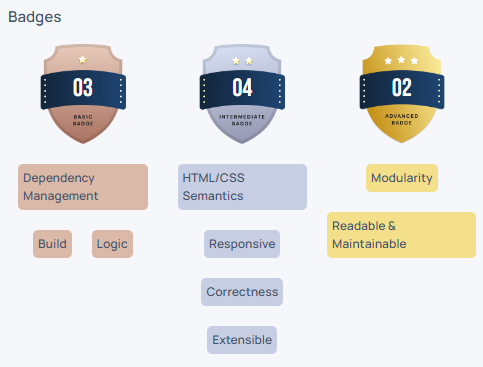 Badges
03
BASIC
BADGE
04
INTERMEDIATE
BADGE
02
ADVANCED
BADGE
Dependency
Management
Build
Logic
HTML/CSS
Semantics
Responsive
Correctness
Extensible
Modularity
Readable &
Maintainable